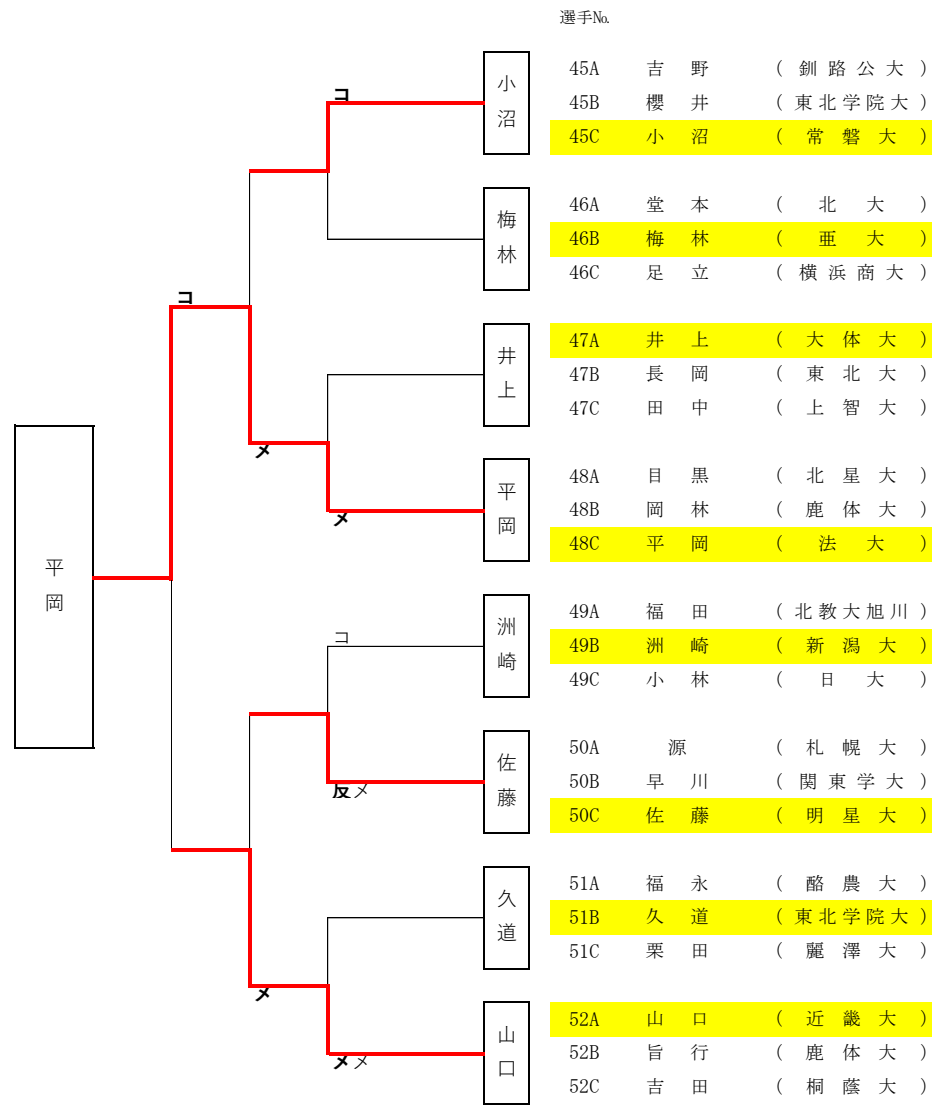 選手№
45A 吉野 (釧路公大)
45B 櫻井 (東北学院大)
45C 小沼 (常磐大)
46A 堂本 (北大)
46B 梅林 (亜大)
46C 足立 (横浜商大)
47A 井上 (大体大)
47B 長岡 (東北大)
47C 田中 (上智大)
48A 目黒 (北星大)
48B 岡林 (鹿体大)
48C 平岡 (法大)
49A 福田 (北教大旭川)
49B 洲崎 (新潟大)
49C 小林 (日大)
50A 源 (札幌大)
50B 早川 (関東学大)
50C 佐藤 (明星大)
51A 福永 (酪農大)
51B 久道 (東北学院大)
51C 栗田 (麗澤大)
52A 山口 (近畿大)
52B 旨行 (鹿体大)
52C 吉田 (桐蔭大)
小沼
梅林
井上
平岡
洲崎
佐藤
久道
山口
コ
メ
コ
反メ
メメ
メ
メ
コ
平岡